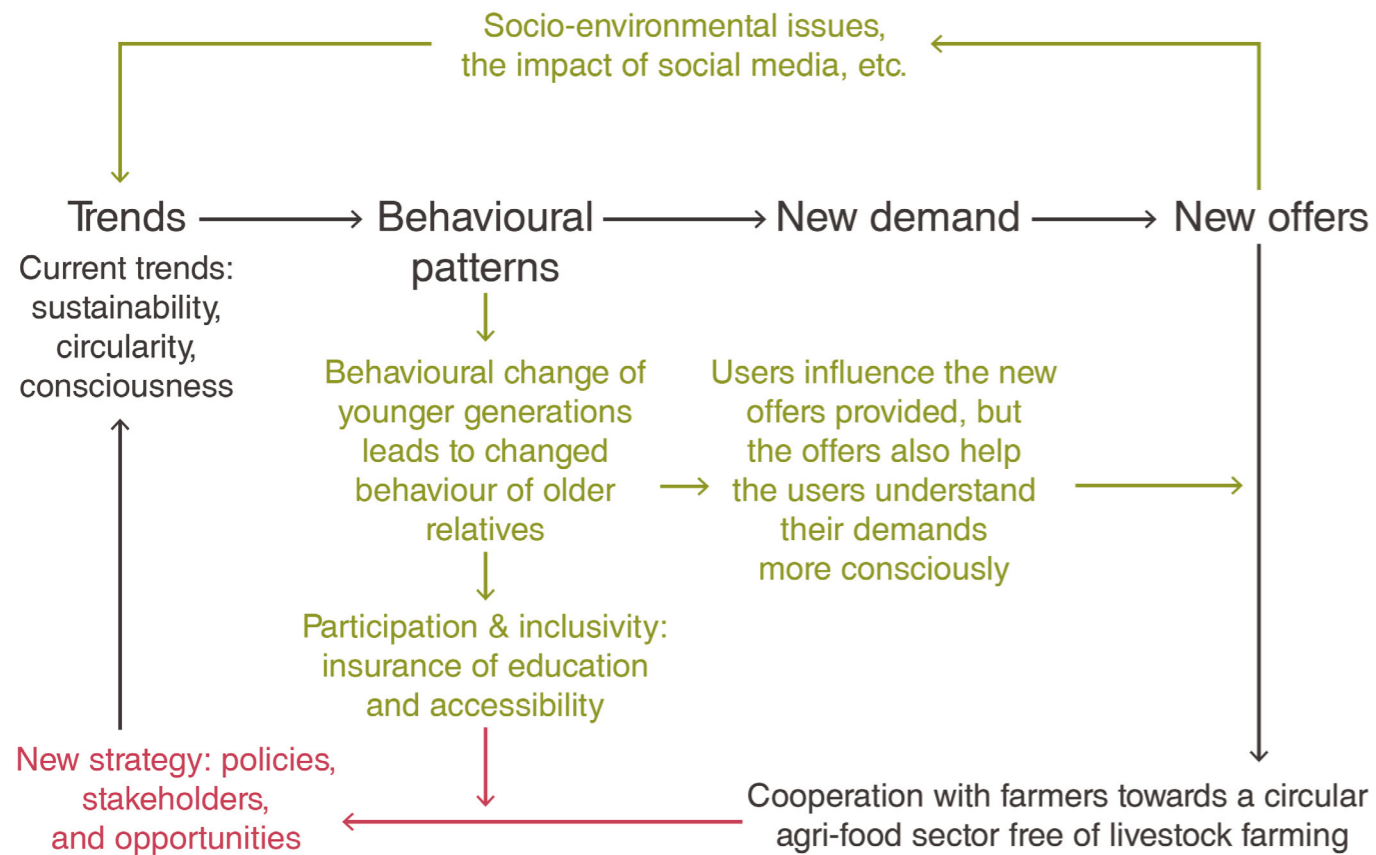 Socio-environmental issues,
the impact of social media, etc.
Trends
Behavioural
patterns
New demand
New offers
Current trends:
sustainability,
circularity,
consciousness
Behavioural change of
younger generations
leads to changed
behaviour of older
relatives
Users influence the new
offers provided, but
the offers also help
the users understand
their demands
more consciously
Participation & inclusivity:
insurance of education
and accessibility
New strategy: policies,
stakeholders,
and opportunities
Cooperation with farmers towards a circular
agri-food sector free of livestock farming